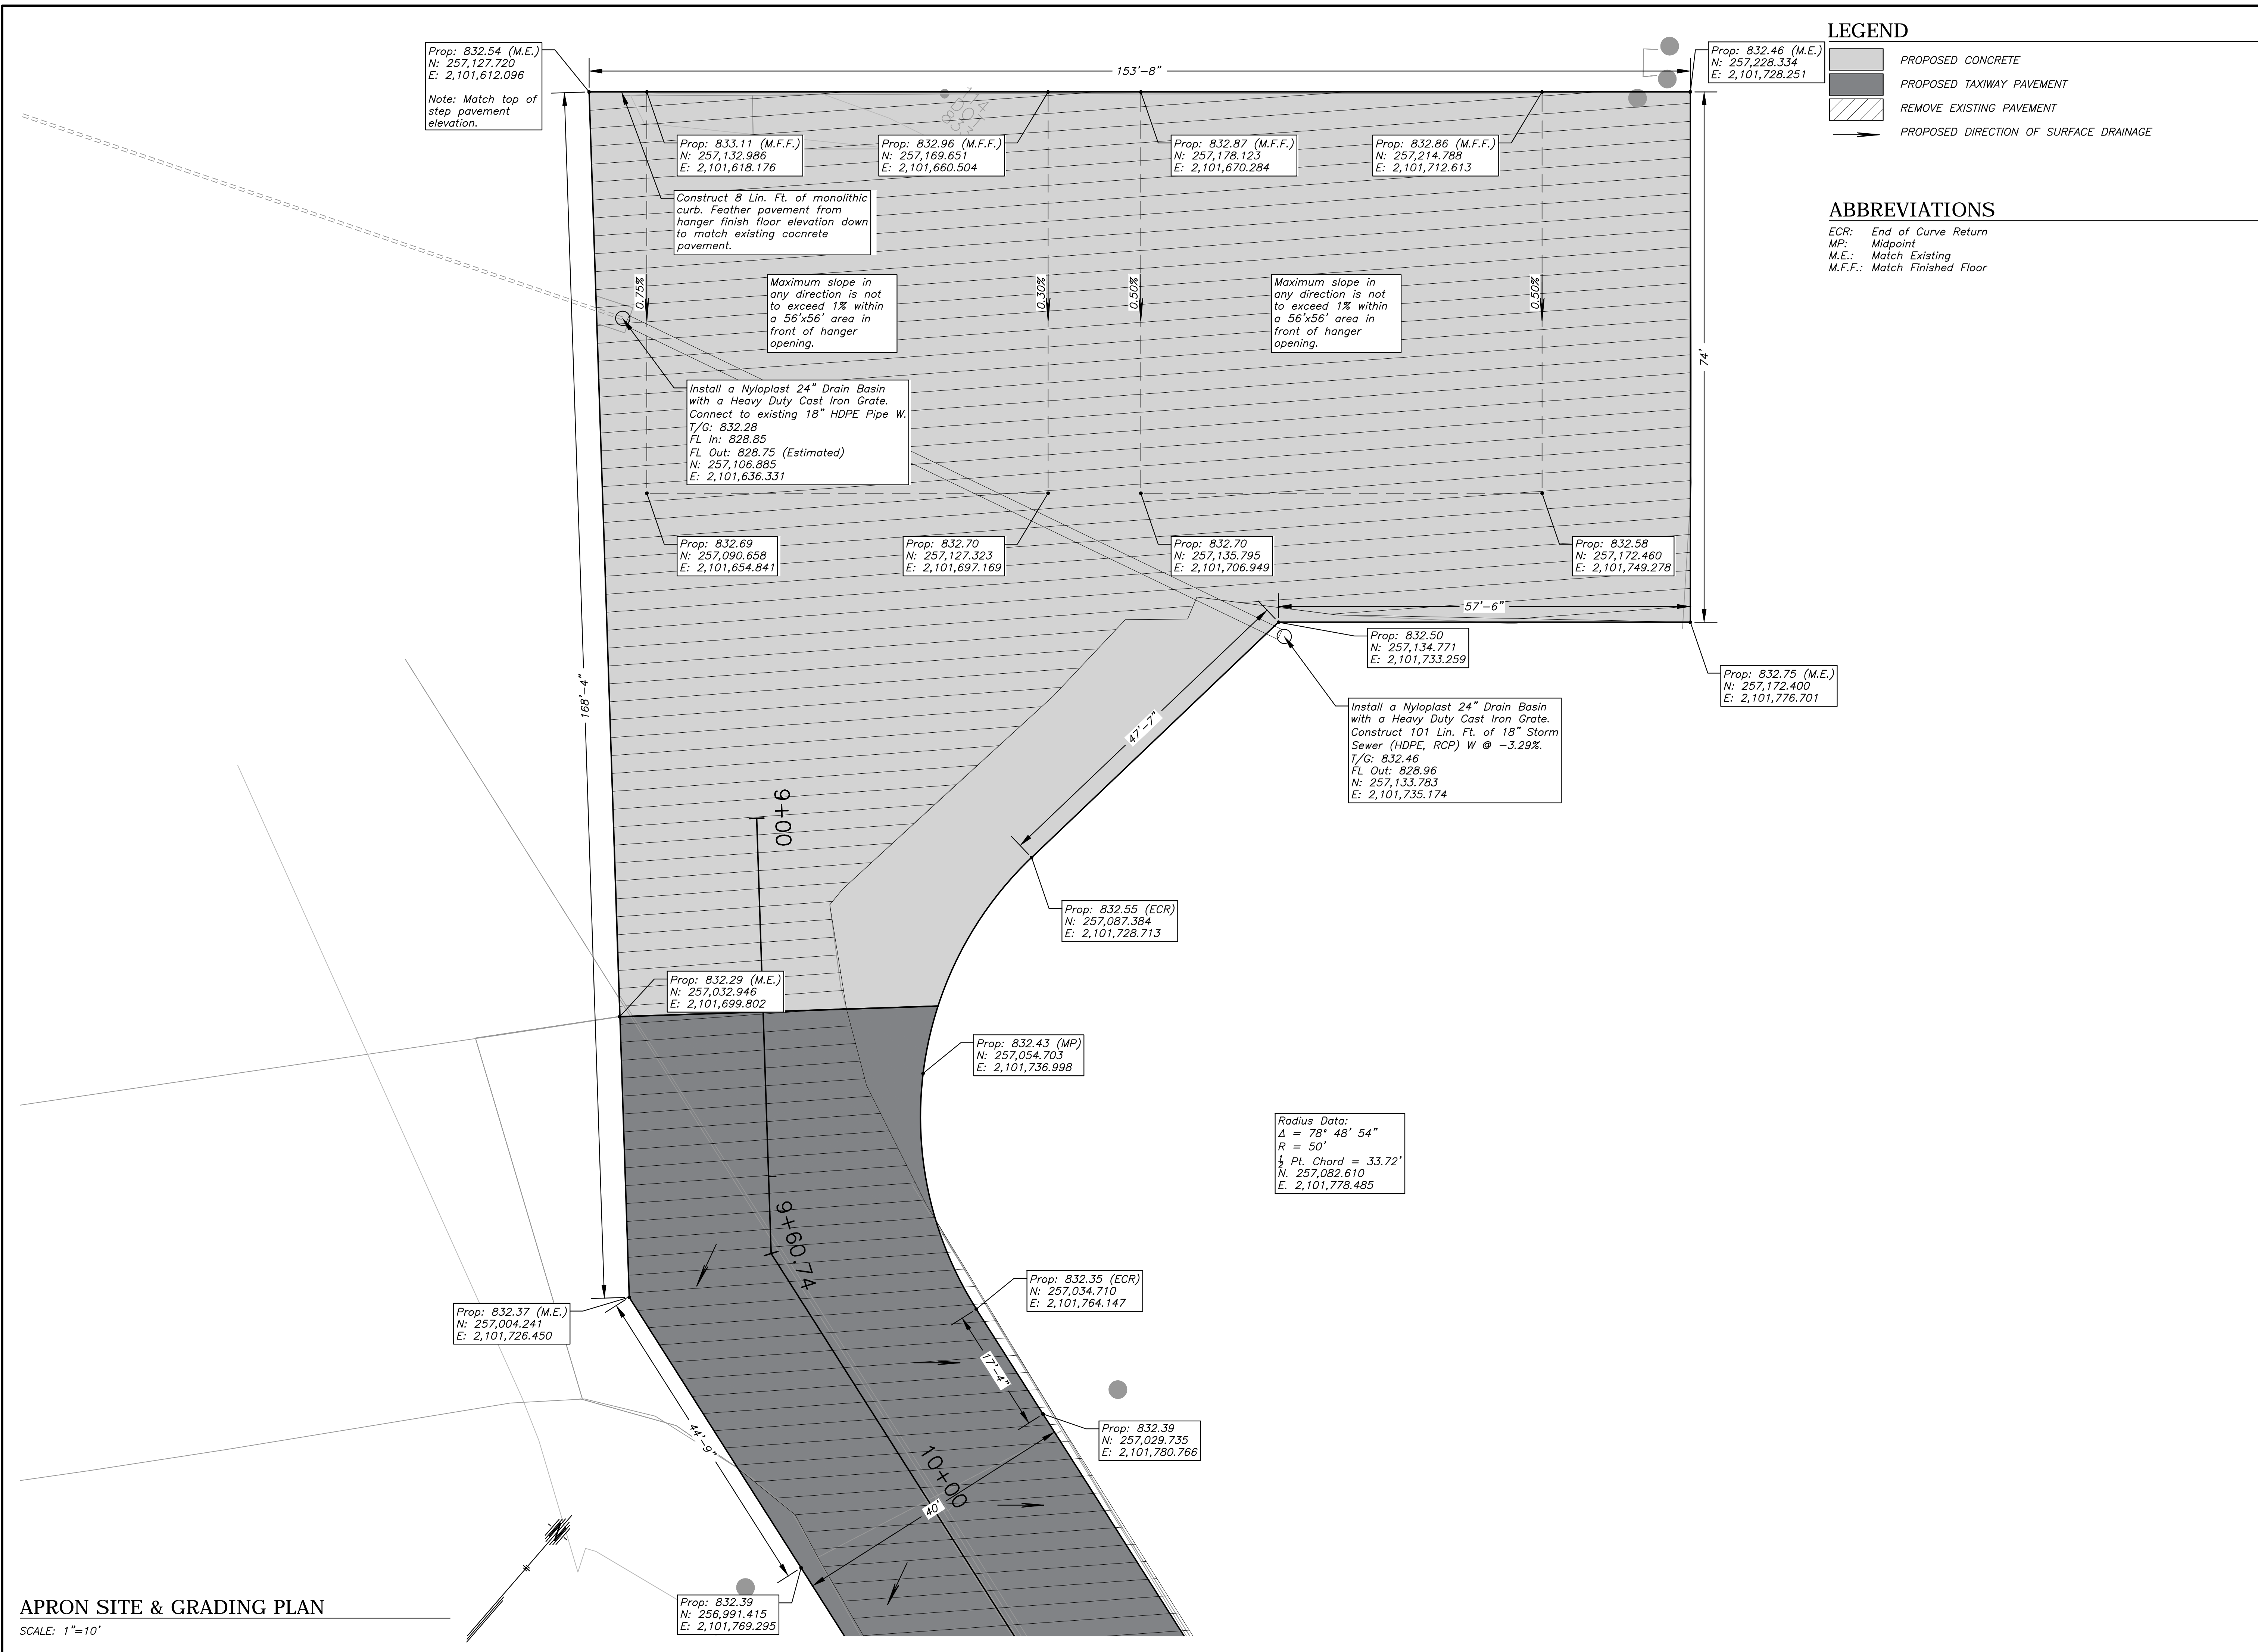 Prop: 832.54 (M.E.)
N: 257,127.720
E: 2,101,612.096
Note: Match top of
step pavement
elevation.
153'-8"
Prop: 832.46 (M.E.)
N: 257,228.334
E: 2,101,728.251
LEGEND
PROPOSED CONCRETE
PROPOSED TAXIWAY PAVEMENT
REMOVE EXISTING PAVEMENT
PROPOSED DIRECTION OF SURFACE DRAINAGE
ABBREVIATIONS
ECR: End of Curve Return
MP: Midpoint
M.E.: Match Existing
M.F.F.: Match Finished Floor
114
DOT
Prop: 833.11 (M.F.F.)
N: 257,132.986
E: 2,101,618.176
Prop: 832.96 (M.F.F.)
N: 257,169.651
E: 2,101,660.504
Prop: 832.87 (M.F.F.)
N: 257,178.123
E: 2,101,670.284
Prop: 832.86 (M.F.F.)
N: 257,214.788
E: 2,101,712.613
Construct 8 Lin. Ft. of monolithic
curb. Feather pavement from
hanger finish floor elevation down
to match existing cocnrete
pavement.
0.75%
Maximum slope in
any direction is not
to exceed 1% within
a 56'x56' area in
front of hanger
opening.
0.30%
0.50%
Maximum slope in
any direction is not
to exceed 1% within
a 56'x56' area in
front of hanger
opening.
0.50%
74'
Install a Nyloplast 24" Drain Basin
with a Heavy Duty Cast Iron Grate.
Connect to existing 18" HDPE Pipe W.
T/G: 832.28
FL In: 828.85
FL Out: 828.75 (Estimated)
N: 257,106.885
E: 2,101,636.331
Prop: 832.69
N: 257,090.658
E: 2,101,654.841
Prop: 832.70
N: 257,127.323
E: 2,101,697.169
Prop: 832.70
N: 257,135.795
E: 2,101,706.949
Prop: 832.58
N: 257,172.460
E: 2,101,749.278
57'-6"
Prop: 832.50
N: 257,134.771
E: 2,101,733.259
Prop: 832.75 (M.E.)
N: 257,172.400
E: 2,101,776.701
168'-4"
47'-7"
Install a Nyloplast 24" Drain Basin
with a Heavy Duty Cast Iron Grate.
Construct 101 Lin. Ft. of 18" Storm
Sewer (HDPE, RCP) W @ -3.29%.
T/G: 832.46
FL Out: 828.96
N: 257,133.783
E: 2,101,735.174
9+00
Prop: 832.55 (ECR)
N: 257,087.384
E: 2,101,728.713
Prop: 832.29 (M.E.)
N: 257,032.946
E: 2,101,699.802
Prop: 832.43 (MP)
N: 257,054.703
E: 2,101,736.998
Radius Data:
Δ = 78° 48' 54"
R = 50'
½ Pt. Chord = 33.72'
N. 257,082.610
E. 2,101,778.485
9+60.74
Prop: 832.35 (ECR)
N: 257,034.710
E: 2,101,764.147
Prop: 832.37 (M.E.)
N: 257,004.241
E: 2,101,726.450
17'-4"
44'-9"
Prop: 832.39
N: 257,029.735
E: 2,101,780.766
10+00
40'
N
Prop: 832.39
N: 256,991.415
E: 2,101,769.295
APRON SITE & GRADING PLAN
SCALE: 1"=10'